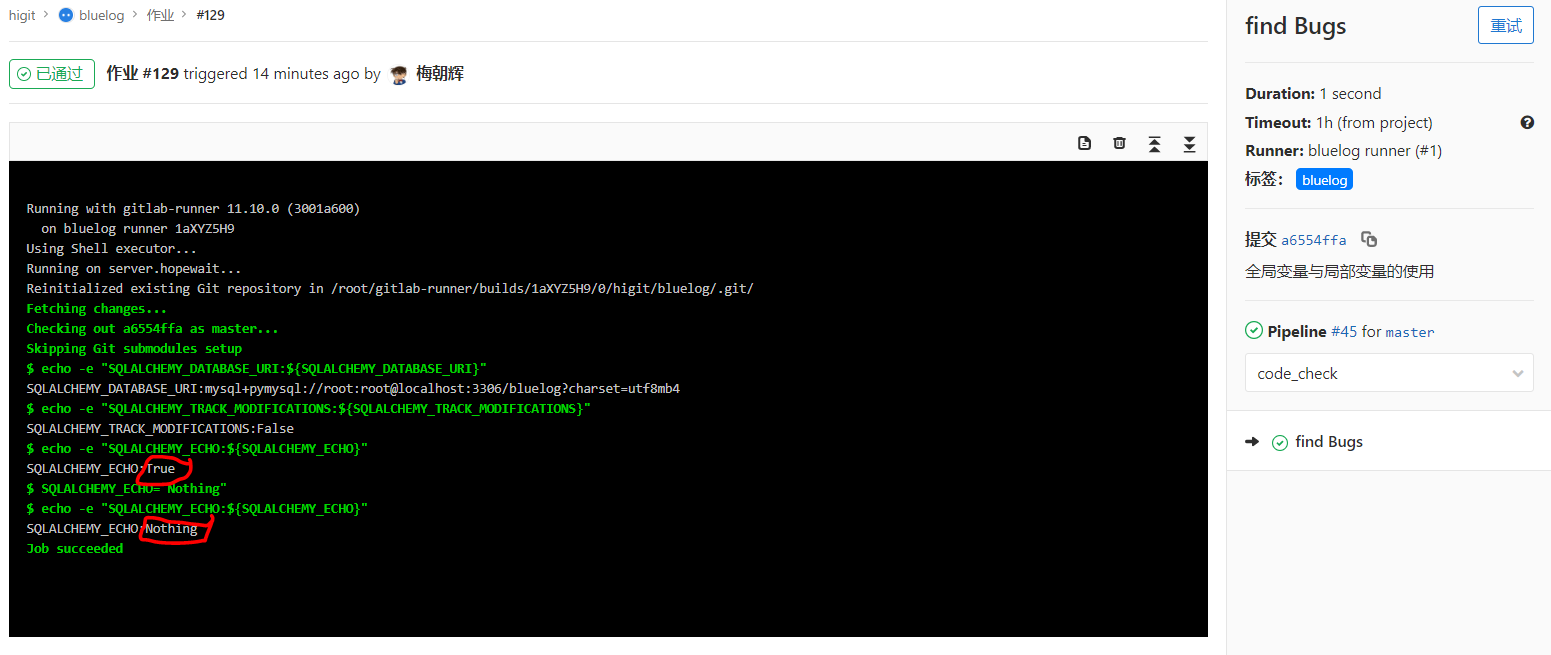 higit > bluelog > 作业 > #129
已通过 作业 #129 triggered 14 minutes ago by 梅朝辉
Running with gitlab-runner 11.10.0 (3001a600)
on bluelog runner 1aXYZ5H9
Using Shell executor...
Running on server.hopewait...
Reinitialized existing Git repository in /root/gitlab-runner/builds/1aXYZ5H9/0/higit/bluelog/.git/
Fetching changes...
Checking out a6554ffa as master...
Skipping Git submodules setup
$ echo -e "SQLALCHEMY_DATABASE_URI:${SQLALCHEMY_DATABASE_URI}"
SQLALCHEMY_DATABASE_URI:mysql+pymysql://root:root@localhost:3306/bluelog?charset=utf8mb4
$ echo -e "SQLALCHEMY_TRACK_MODIFICATIONS:${SQLALCHEMY_TRACK_MODIFICATIONS}"
SQLALCHEMY_TRACK_MODIFICATIONS:False
$ echo -e "SQLALCHEMY_ECHO:${SQLALCHEMY_ECHO}"
SQLALCHEMY_ECHO:True
$ SQLALCHEMY_ECHO="Nothing"
$ echo -e "SQLALCHEMY_ECHO:${SQLALCHEMY_ECHO}"
SQLALCHEMY_ECHO:Nothing
Job succeeded
find Bugs
重试
Duration: 1 second
Timeout: 1h (from project)
Runner: bluelog runner (#1)
标签： bluelog
提交 a6554ffa
全局变量与局部变量的使用
Pipeline #45 for master
code_check
find Bugs